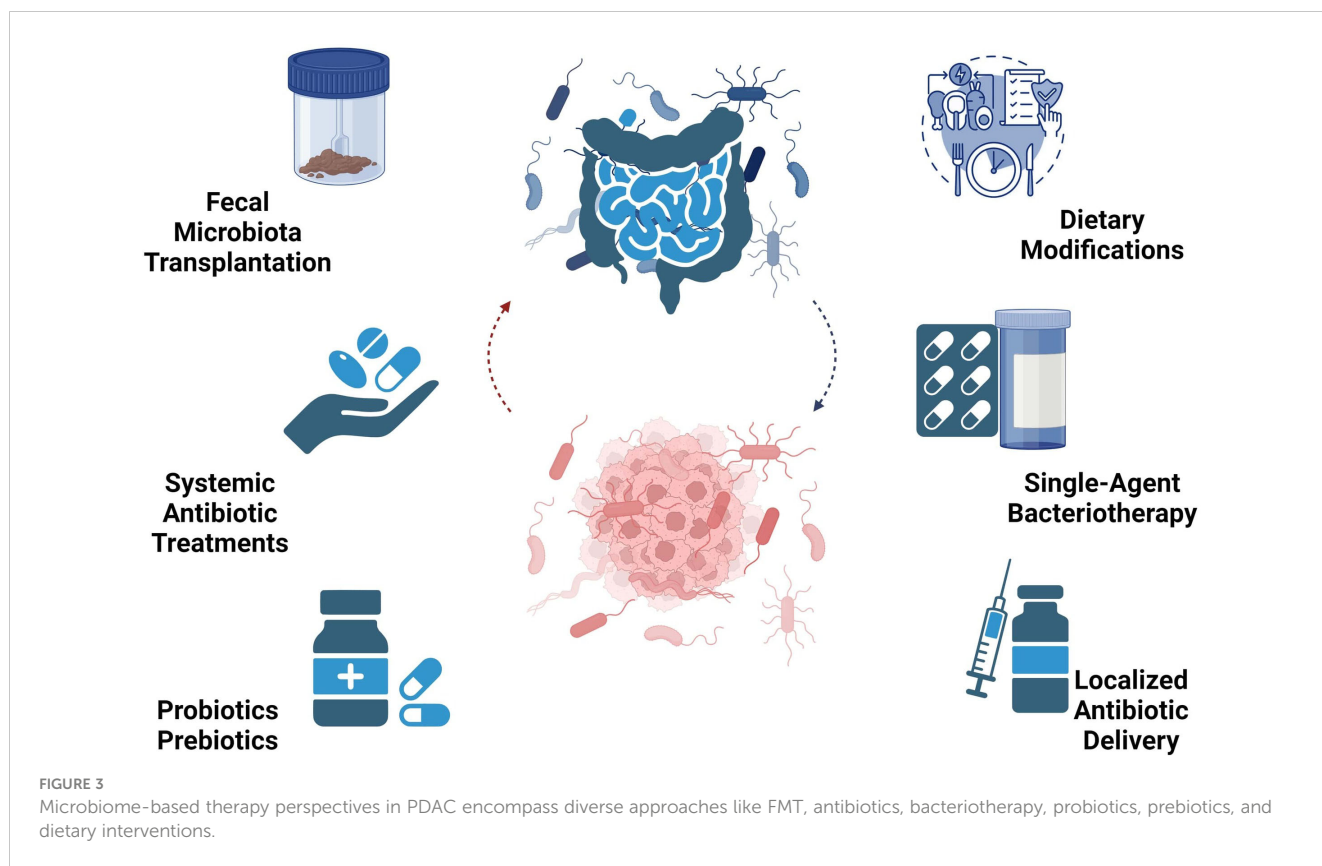 Fecal
Microbiota
Transplantation
Dietary
Modifications
Systemic
Antibiotic
Treatments
Single-Agent
Bacteriotherapy
Probiotics
Prebiotics
Localized
Antibiotic
Delivery
FIGURE 3
Microbiome-based therapy perspectives in PDAC encompass diverse approaches like FMT, antibiotics, bacteriotherapy, probiotics, prebiotics, and
dietary interventions.